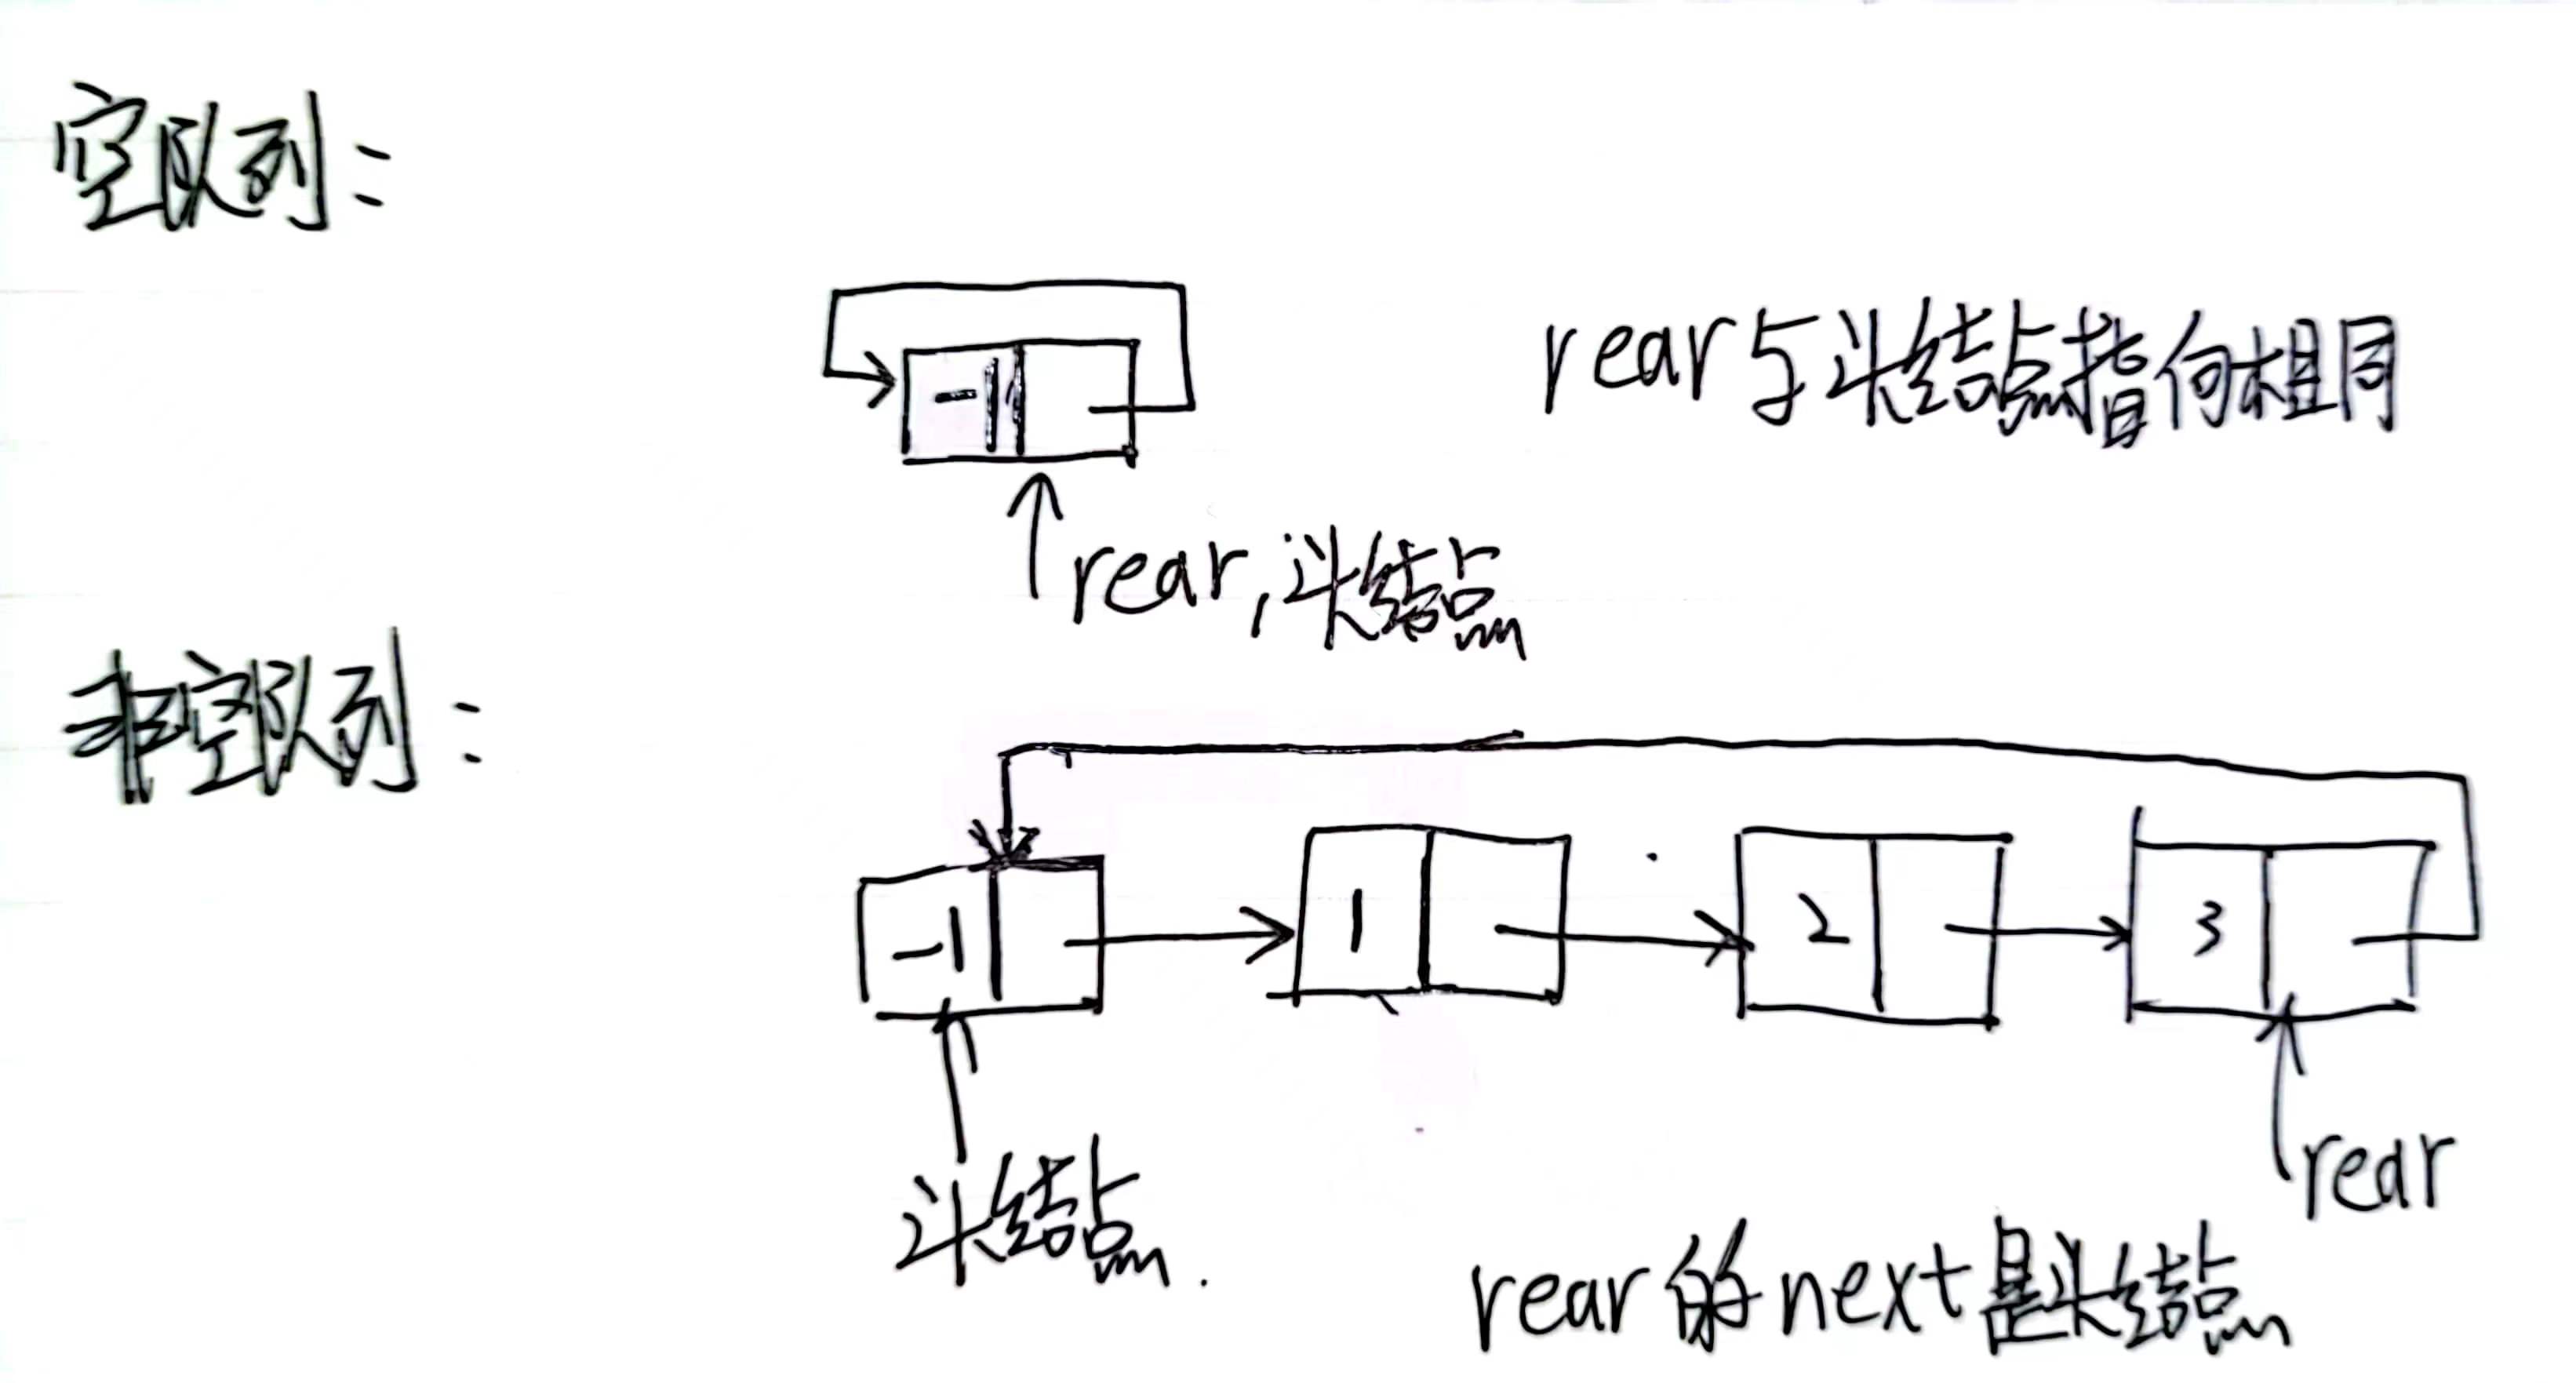 空队列：
-1
rear与头结点指向相同
rear,头结点
非空队列：
-1 1 2 3
头结点.
rear
rear的next是头结点